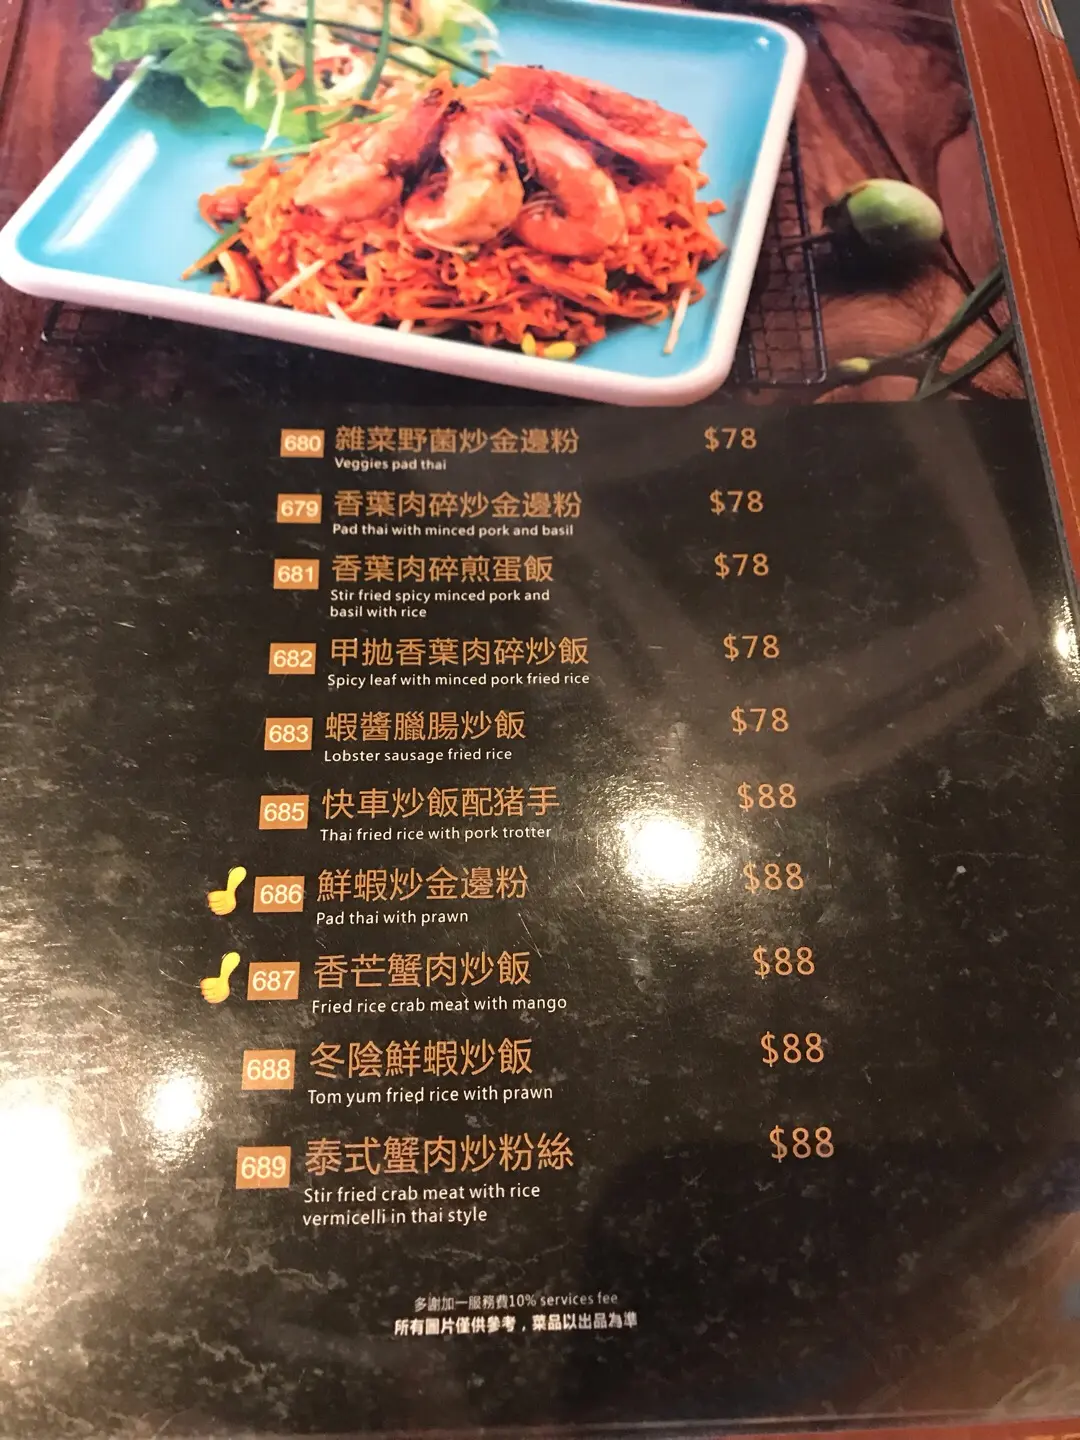 680 雜菜野菌炒金邊粉 $78
Veggies pad thai
679 香葉肉碎炒金邊粉 $78
Pad thai with minced pork and basil
681 香葉肉碎煎蛋飯 $78
Stir fried spicy minced pork and
basil with rice
682 甲抛香葉肉碎炒飯 $78
Spicy leaf with minced pork fried rice
683 蝦醬臘腸炒飯 $78
Lobster sausage fried rice
685 快車炒飯配猪手 $88
Thai fried rice with pork trotter
686 鮮蝦炒金邊粉 $88
Pad thai with prawn
687 香芒蟹肉炒飯 $88
Fried rice crab meat with mango
688 冬陰鮮蝦炒飯 $88
Tom yum fried rice with prawn
689 泰式蟹肉炒粉絲 $88
Stir fried crab meat with rice
vermicelli in thai style
多謝加一服務費10% services fee
所有圖片僅供參考，菜品以出品為準